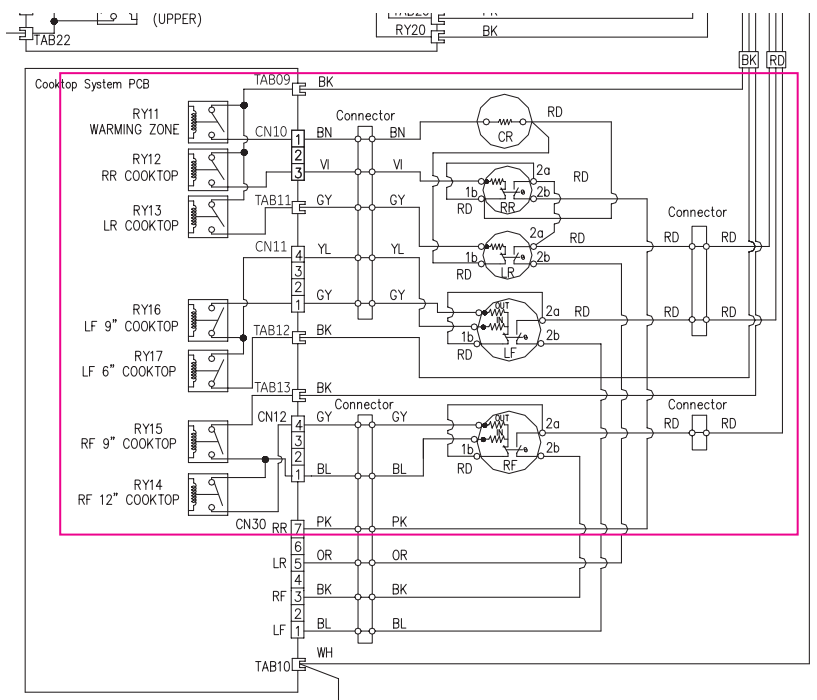 (UPPER)
TAB22
RY20 BK
BK RD
Cooktop System PCB
TAB09 BK
RY11
WARMING ZONE
Connector
CN10 1 BN BN CR RD
2
RY12
RR COOKTOP
3 VI VI 2a RD
1b 2b
RD RR
RY13
LR COOKTOP
TAB11 GY GY
Connector
2a RD RD RD
CN11 4 YL YL 1b 2b
RD LR
3
2
1 GY GY
RY16
LF 9” COOKTOP
OUT
IN
2a RD RD RD
TAB12 BK
1b 2b
RD LF
RY17
LF 6” COOKTOP
TAB13 BK
Connector Connector
CN12 4 GY GY OUT 2a RD RD
RY15
RF 9” COOKTOP
3
IN
2
1b 2b
RD RF
1 BL BL
RY14
RF 12” COOKTOP
CN30 RR 7 PK PK
6
LR 5 OR OR
4
RF 3 BK BK
2
LF 1 BL BL
WH
TAB10